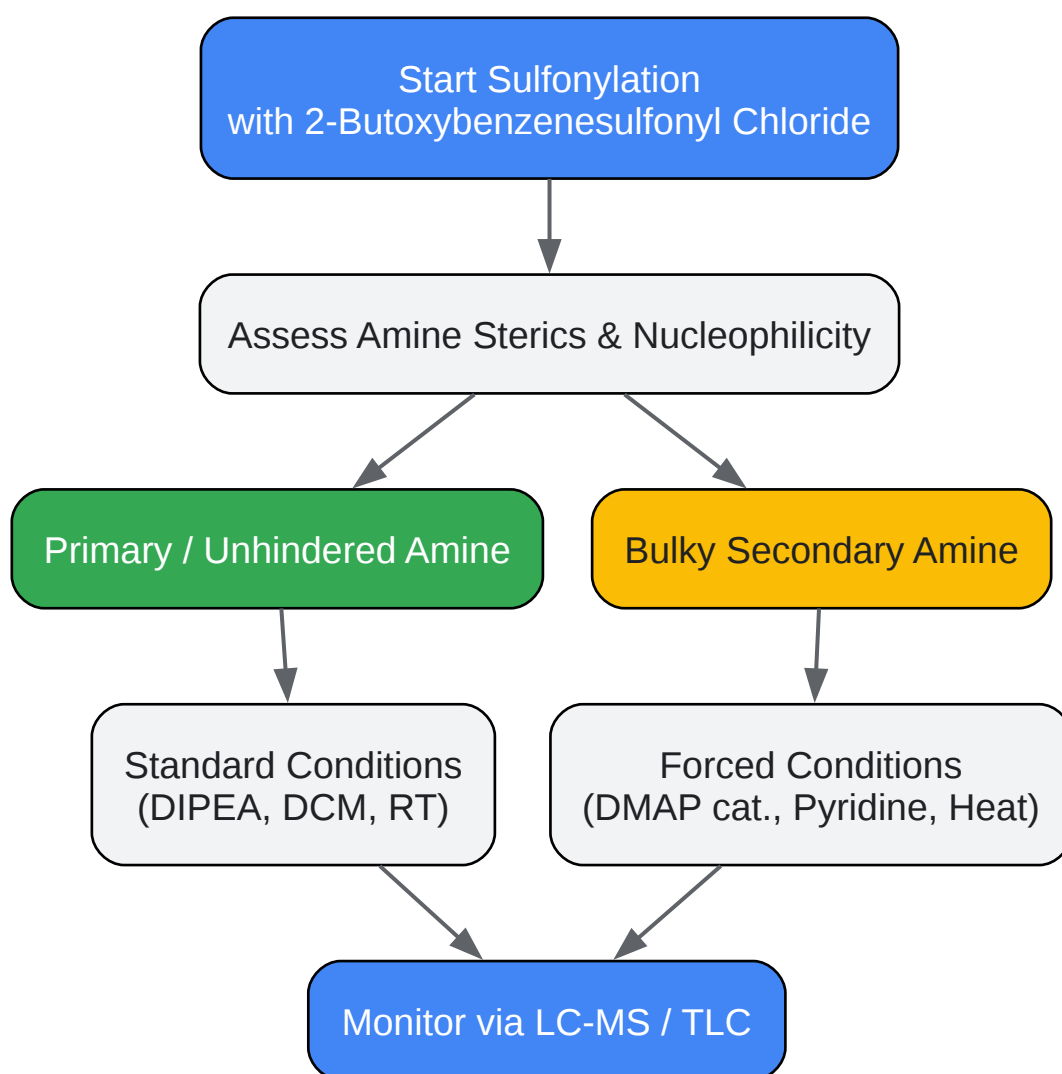 Start Sulfonylation
with 2-Butoxybenzenesulfonyl Chloride
Assess Amine Sterics & Nucleophilicity
Primary / Unhindered Amine
Bulky Secondary Amine
Standard Conditions
(DIPEA, DCM, RT)
Forced Conditions
(DMAP cat., Pyridine, Heat)
Monitor via LC-MS / TLC